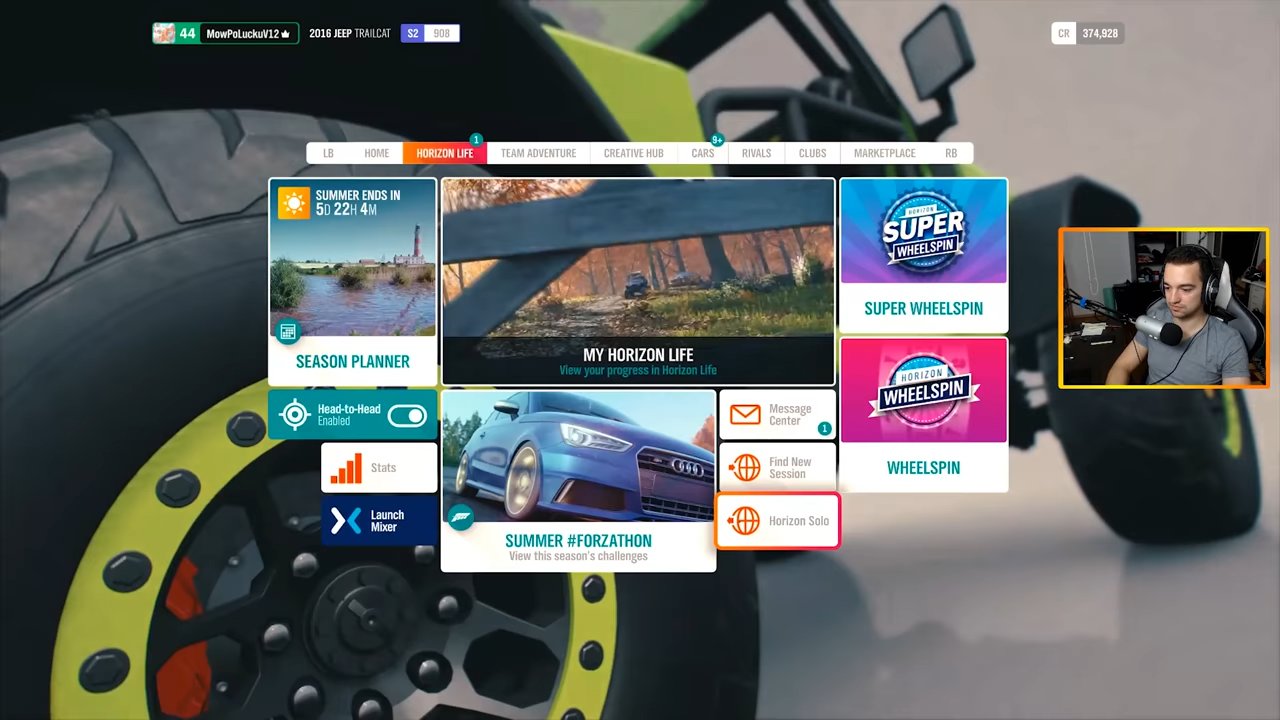 44 MowPoLuckuV12 2016 JEEP TRAILCAT S2 908
CR 374,928
1
9+
LB HOME HORIZON LIFE TEAM ADVENTURE CREATIVE HUB CARS RIVALS CLUBS MARKETPLACE RB
SUMMER ENDS IN
5D 22H 4M
SEASON PLANNER
MY HORIZON LIFE
View your progress in Horizon Life
HORIZON
SUPER
WHEELSPIN
SUPER WHEELSPIN
Head-to-Head
Enabled
Stats
Launch
Mixer
SUMMER #FORZATHON
View this season's challenges
Message
Center
1
Find New
Session
Horizon Solo
HORIZON
WHEELSPIN
WHEELSPIN